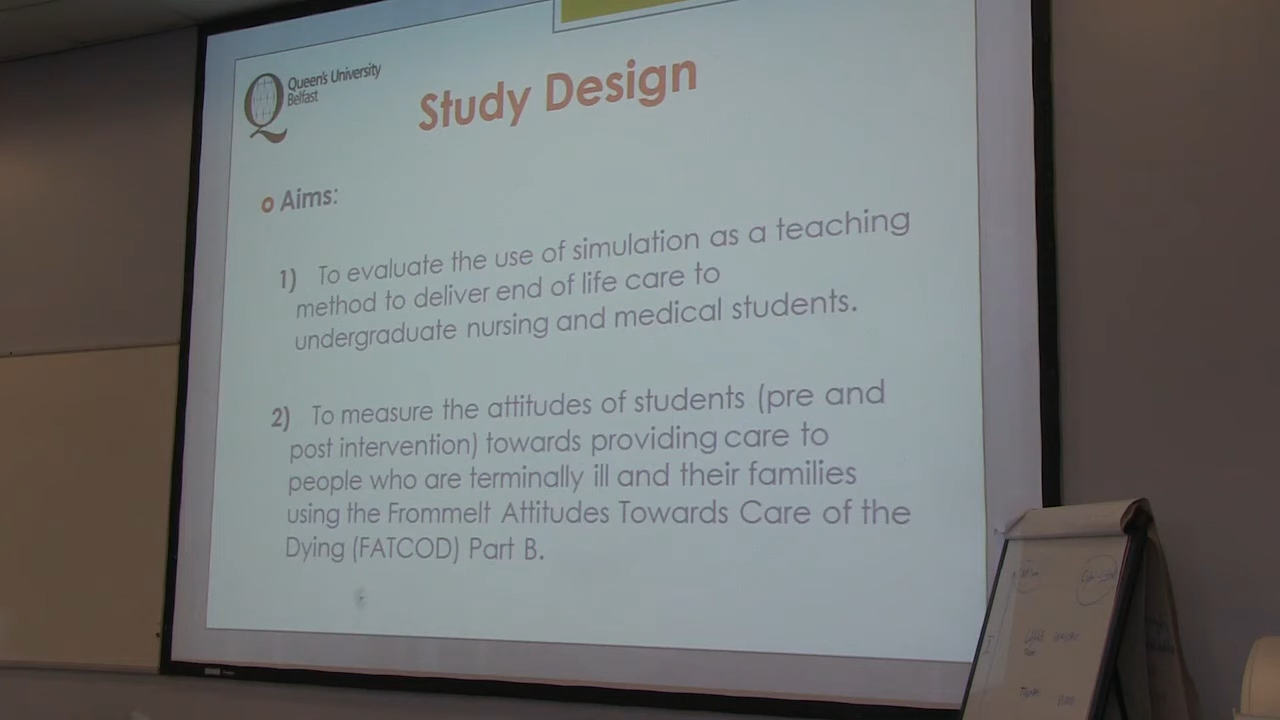 Queen's University
Belfast
Study Design
Aims:
1) To evaluate the use of simulation as a teaching
method to deliver end of life care to
undergraduate nursing and medical students.
2) To measure the attitudes of students (pre and
post intervention) towards providing care to
people who are terminally ill and their families
using the Frommelt Attitudes Towards Care of the
Dying (FATCOD) Part B.